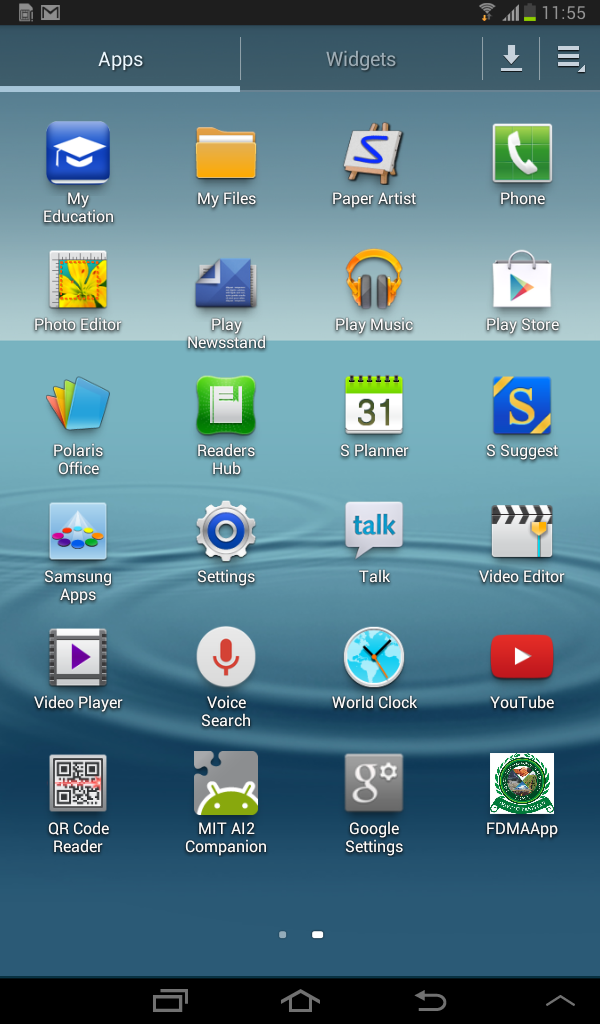 11:55
Apps Widgets
My Education My Files Paper Artist Phone
Photo Editor Play Newsstand Play Music Play Store
31 S
Polaris Office Readers Hub S Planner S Suggest
talk
Samsung Apps Settings Talk Video Editor
Video Player Voice Search World Clock YouTube
g
QR Code Reader MIT AI2 Companion Google Settings FDMAApp